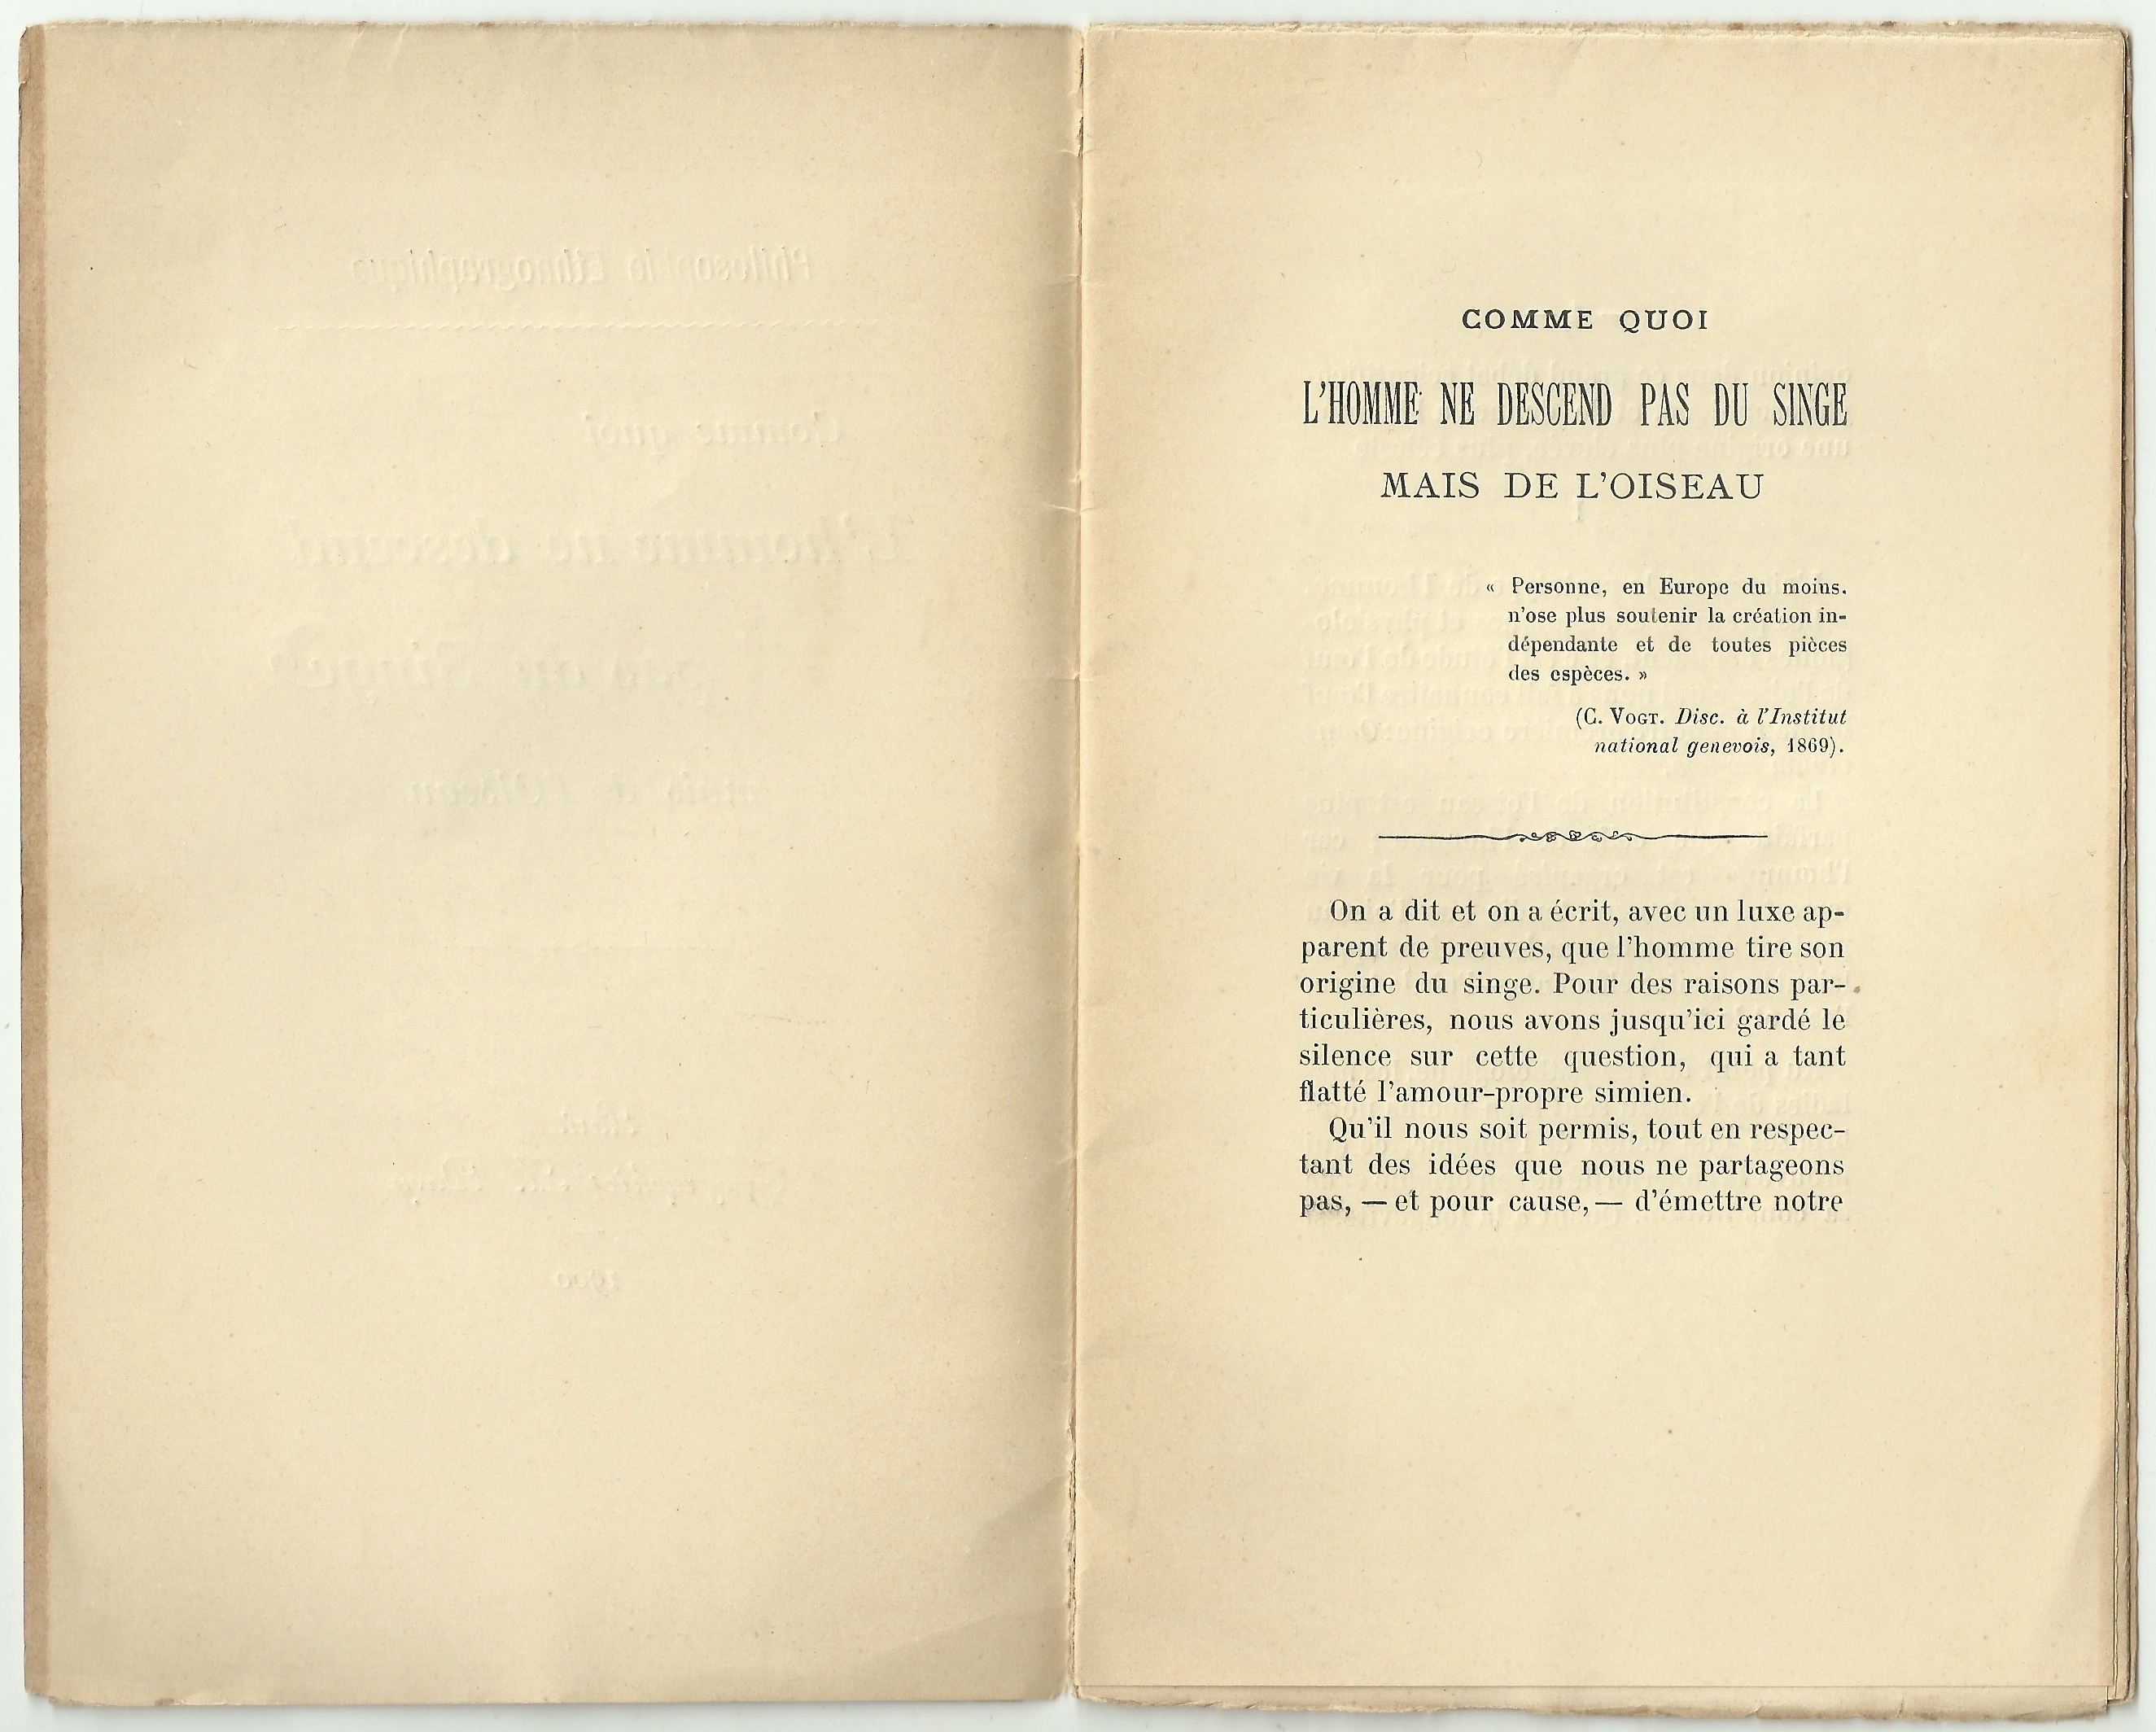 COMME QUOI
L'HOMME NE DESCEND PAS DU SINGE
MAIS DE L'OISEAU
« Personne, en Europe du moins.
n'ose plus soutenir la création in-
dépendante et de toutes pièces
des espèces. »
(C. VOGT. Disc. à l'Institut
national genevois, 1869).
On a dit et on a écrit, avec un luxe ap-
parent de preuves, que l'homme tire son
origine du singe. Pour des raisons par-
ticulières, nous avons jusqu'ici gardé le
silence sur cette question, qui a tant
flatté l'amour-propre simien.
Qu'il nous soit permis, tout en respec-
tant des idées que nous ne partageons
pas, — et pour cause, — d'émettre notre